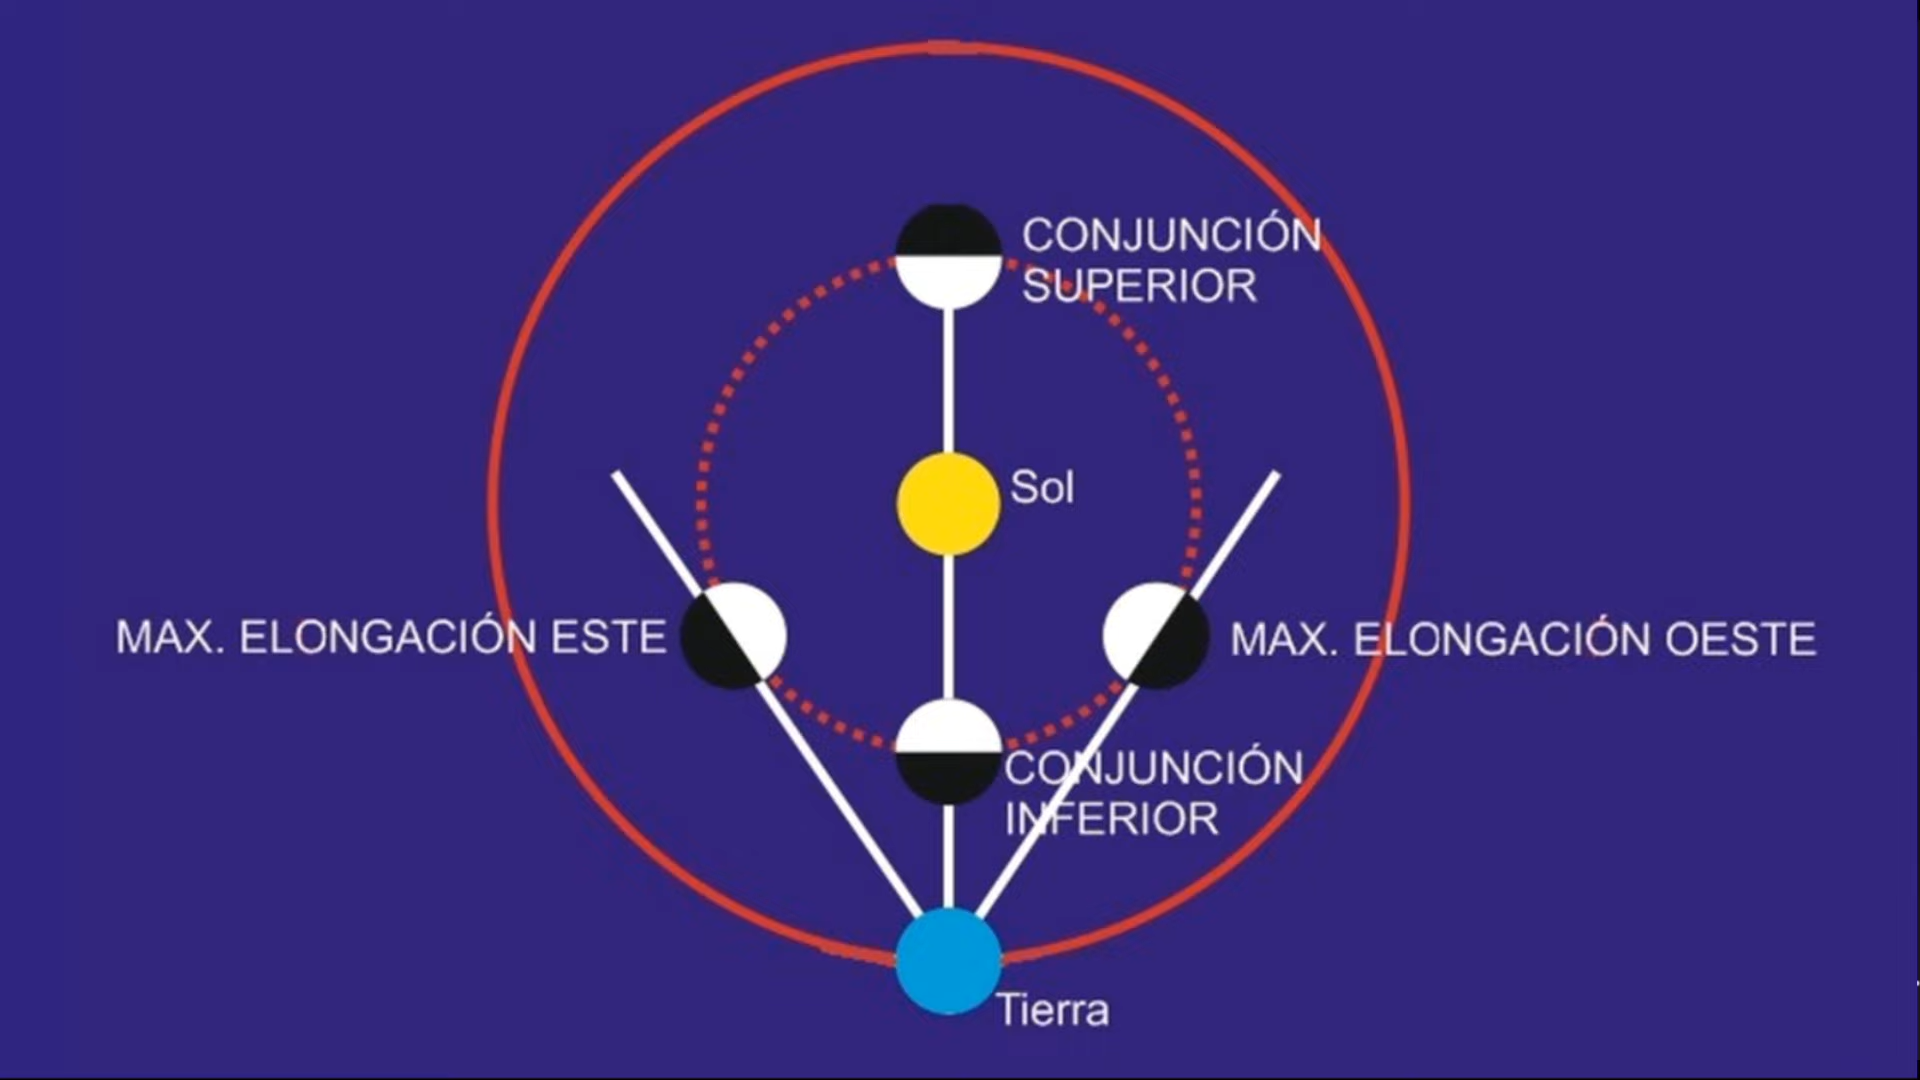 CONJUNCIÓN
SUPERIOR
Sol
MAX. ELONGACIÓN ESTE
MAX. ELONGACIÓN OESTE
CONJUNCIÓN
INFERIOR
Tierra